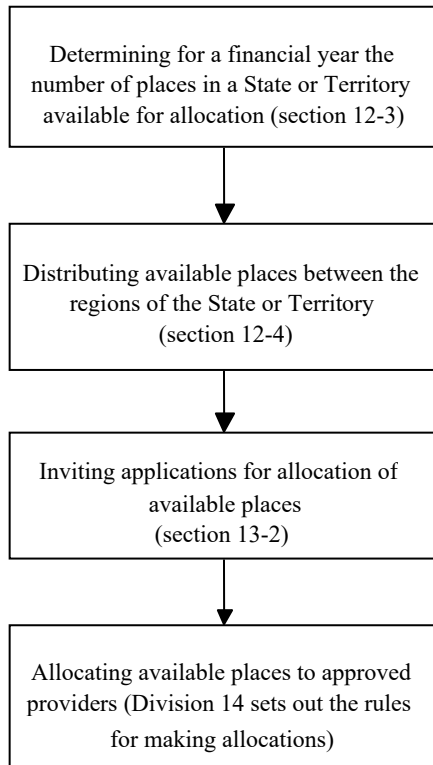 Determining for a financial year the
number of places in a State or Territory
available for allocation (section 12-3)
Distributing available places between the
regions of the State or Territory
(section 12-4)
Inviting applications for allocation of
available places
(section 13-2)
Allocating available places to approved
providers (Division 14 sets out the rules
for making allocations)